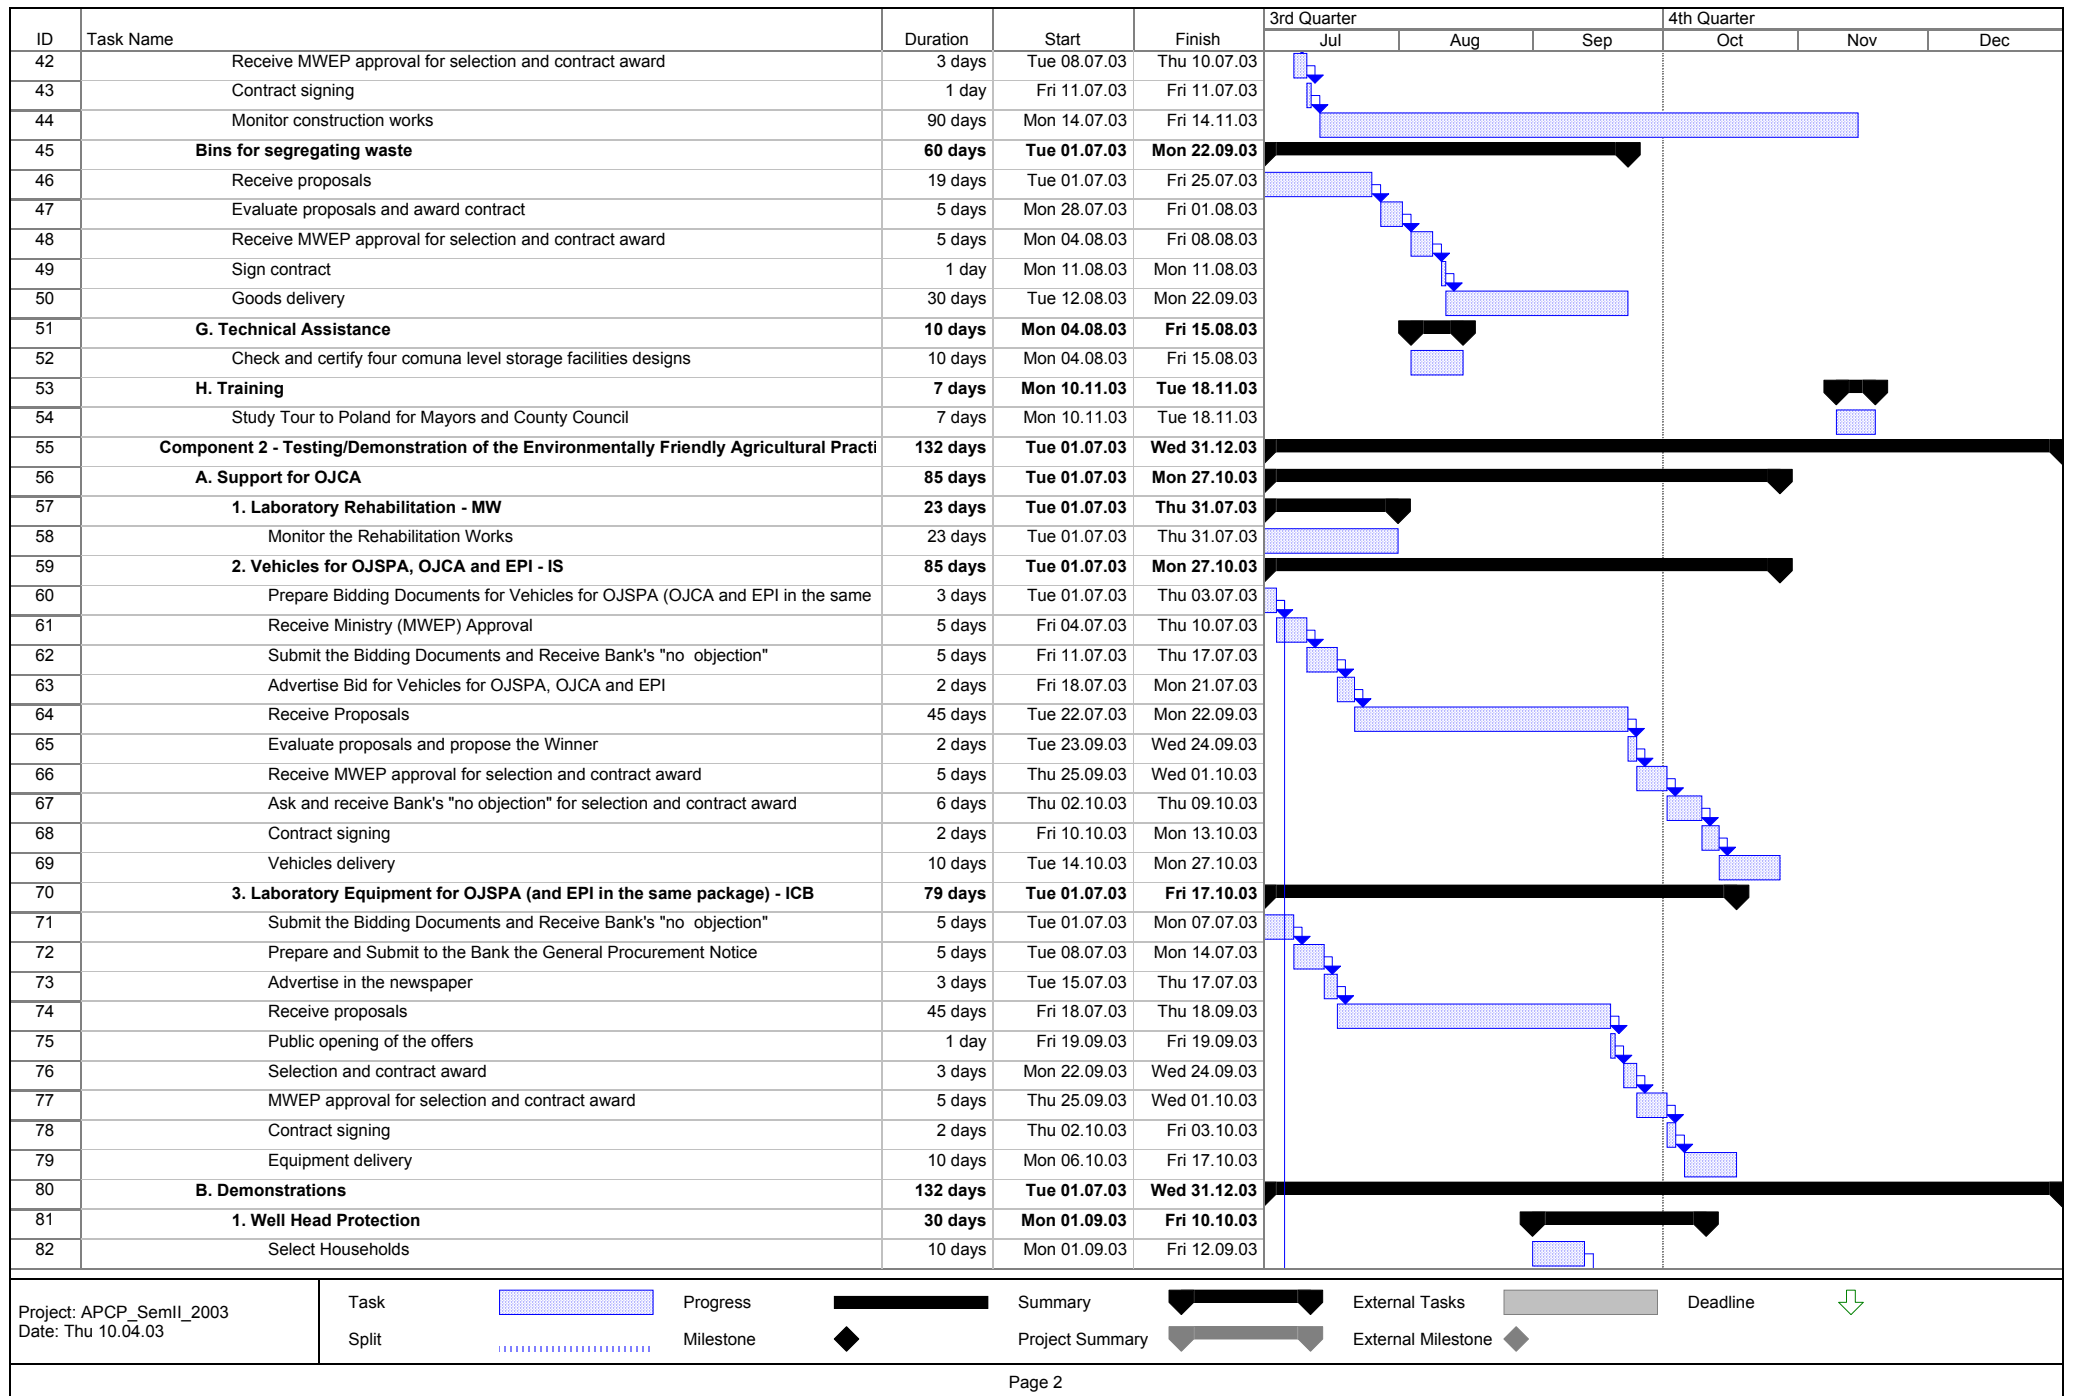 3rd Quarter 4th Quarter
ID Task Name Duration Start Finish Jul Aug Sep Oct Nov Dec
42 Receive MWEP approval for selection and contract award 3 days Tue 08.07.03 Thu 10.07.03
43 Contract signing 1 day Fri 11.07.03 Fri 11.07.03
44 Monitor construction works 90 days Mon 14.07.03 Fri 14.11.03
45 Bins for segregating waste 60 days Tue 01.07.03 Mon 22.09.03
46 Receive proposals 19 days Tue 01.07.03 Fri 25.07.03
47 Evaluate proposals and award contract 5 days Mon 28.07.03 Fri 01.08.03
48 Receive MWEP approval for selection and contract award 5 days Mon 04.08.03 Fri 08.08.03
49 Sign contract 1 day Mon 11.08.03 Mon 11.08.03
50 Goods delivery 30 days Tue 12.08.03 Mon 22.09.03
51 G. Technical Assistance 10 days Mon 04.08.03 Fri 15.08.03
52 Check and certify four comuna level storage facilities designs 10 days Mon 04.08.03 Fri 15.08.03
53 H. Training 7 days Mon 10.11.03 Tue 18.11.03
54 Study Tour to Poland for Mayors and County Council 7 days Mon 10.11.03 Tue 18.11.03
55 Component 2 - Testing/Demonstration of the Environmentally Friendly Agricultural Practi 132 days Tue 01.07.03 Wed 31.12.03
56 A. Support for OJCA 85 days Tue 01.07.03 Mon 27.10.03
57 1. Laboratory Rehabilitation - MW 23 days Tue 01.07.03 Thu 31.07.03
58 Monitor the Rehabilitation Works 23 days Tue 01.07.03 Thu 31.07.03
59 2. Vehicles for OJSPA, OJCA and EPI - IS 85 days Tue 01.07.03 Mon 27.10.03
60 Prepare Bidding Documents for Vehicles for OJSPA (OJCA and EPI in the same 3 days Tue 01.07.03 Thu 03.07.03
61 Receive Ministry (MWEP) Approval 5 days Fri 04.07.03 Thu 10.07.03
62 Submit the Bidding Documents and Receive Bank's "no objection" 5 days Fri 11.07.03 Thu 17.07.03
63 Advertise Bid for Vehicles for OJSPA, OJCA and EPI 2 days Fri 18.07.03 Mon 21.07.03
64 Receive Proposals 45 days Tue 22.07.03 Mon 22.09.03
65 Evaluate proposals and propose the Winner 2 days Tue 23.09.03 Wed 24.09.03
66 Receive MWEP approval for selection and contract award 5 days Thu 25.09.03 Wed 01.10.03
67 Ask and receive Bank's "no objection" for selection and contract award 6 days Thu 02.10.03 Thu 09.10.03
68 Contract signing 2 days Fri 10.10.03 Mon 13.10.03
69 Vehicles delivery 10 days Tue 14.10.03 Mon 27.10.03
70 3. Laboratory Equipment for OJSPA (and EPI in the same package) - ICB 79 days Tue 01.07.03 Fri 17.10.03
71 Submit the Bidding Documents and Receive Bank's "no objection" 5 days Tue 01.07.03 Mon 07.07.03
72 Prepare and Submit to the Bank the General Procurement Notice 5 days Tue 08.07.03 Mon 14.07.03
73 Advertise in the newspaper 3 days Tue 15.07.03 Thu 17.07.03
74 Receive proposals 45 days Fri 18.07.03 Thu 18.09.03
75 Public opening of the offers 1 day Fri 19.09.03 Fri 19.09.03
76 Selection and contract award 3 days Mon 22.09.03 Wed 24.09.03
77 MWEP approval for selection and contract award 5 days Thu 25.09.03 Wed 01.10.03
78 Contract signing 2 days Thu 02.10.03 Fri 03.10.03
79 Equipment delivery 10 days Mon 06.10.03 Fri 17.10.03
80 B. Demonstrations 132 days Tue 01.07.03 Wed 31.12.03
81 1. Well Head Protection 30 days Mon 01.09.03 Fri 10.10.03
82 Select Households 10 days Mon 01.09.03 Fri 12.09.03
Project: APCP_SemII_2003
Date: Thu 10.04.03
Task Progress Summary External Tasks Deadline
Split Milestone Project Summary External Milestone
Page 2